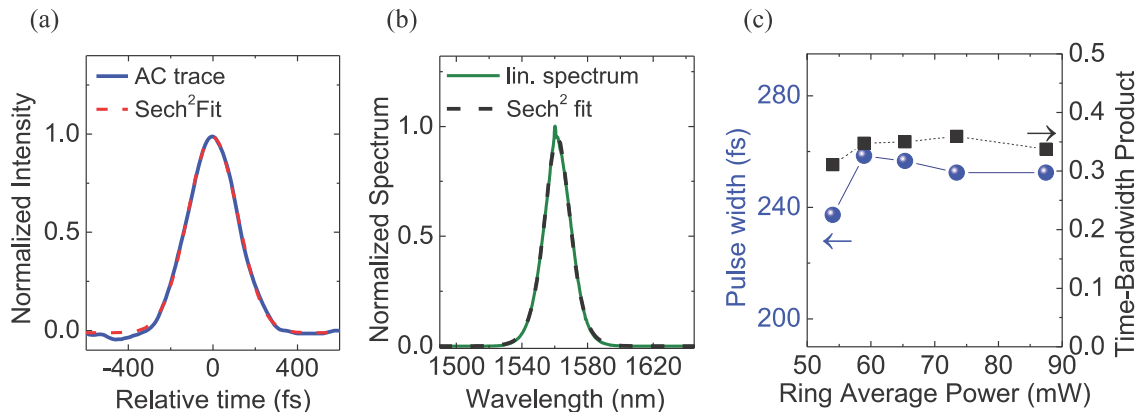 (a)
AC trace
Sech²Fit
1.0
0.5
0.0
-400
0
400
Normalized Intensity
Relative time (fs)
(b)
lin. spectrum
Sech² fit
1.0
0.5
0.0
1500
1540
1580
1620
Normalized Spectrum
Wavelength (nm)
(c)
280
240
200
Pulse width (fs)
0.5
0.4
0.3
0.2
0.1
0.0
Time-Bandwidth Product
50
60
70
80
90
Ring Average Power (mW)